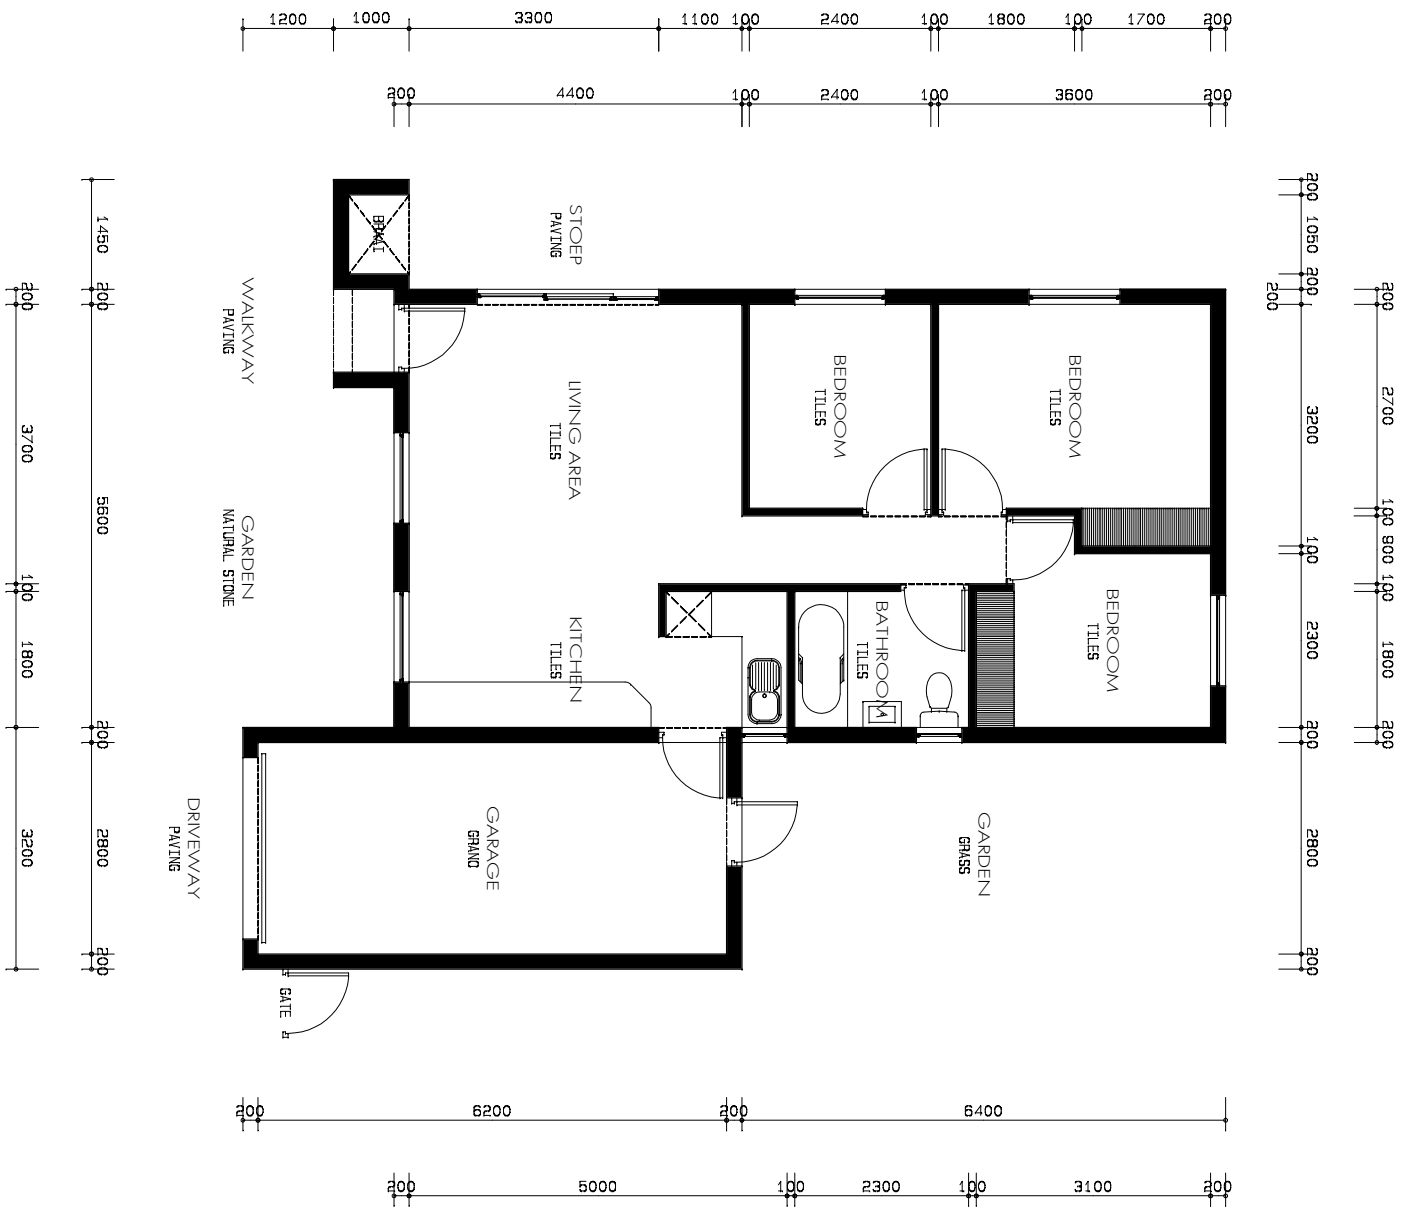 1200 1000 3300 1100 100 2400 100 1800 100 1700 200
200 4400 100 2400 100 3600 200
200 1450 200 3700 5600 100 100 1800 200 200 3200 2800 200
WALKWAY
PAVING
GARDEN
NATURAL STONE
DRIVEWAY
PAVING
BRAAI
STOEP
PAVING
LIVING AREA
TILES
BEDROOM
TILES
BEDROOM
TILES
KITCHEN
TILES
BATHROOM
TILES
BEDROOM
TILES
GARAGE
GRANO
GARDEN
GRASS
GATE
200 1050 200 200 3200 100 2300 200 2800 200
200 2700 100 800 100 1800 200
200 6200 200 6400
200 5000 100 2300 100 3100 200